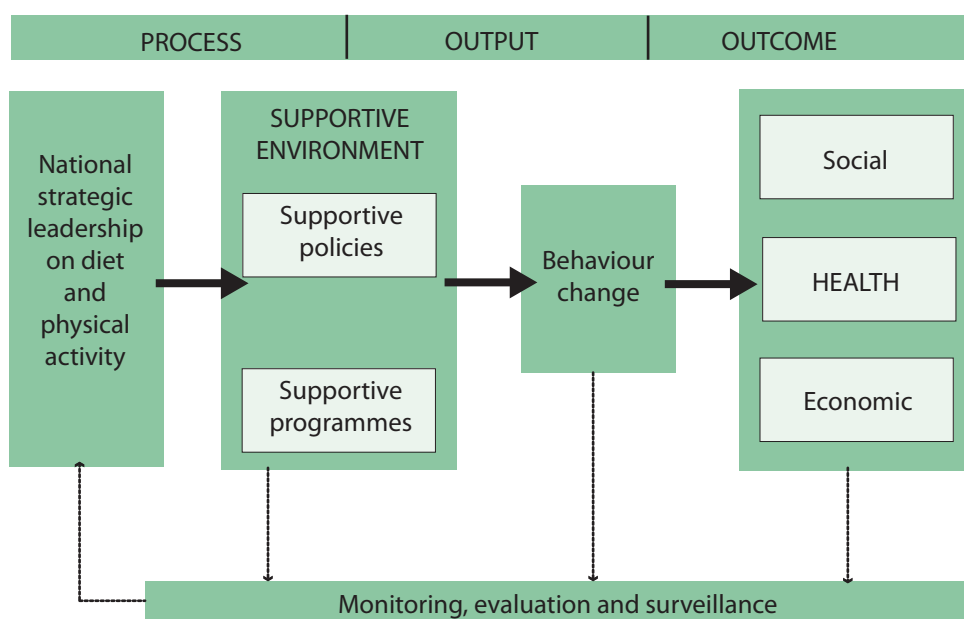 PROCESS
OUTPUT
OUTCOME
National
strategic
leadership
on diet
and
physical
activity
SUPPORTIVE
ENVIRONMENT
Supportive
policies
Supportive
programmes
Behaviour
change
Social
HEALTH
Economic
Monitoring, evaluation and surveillance